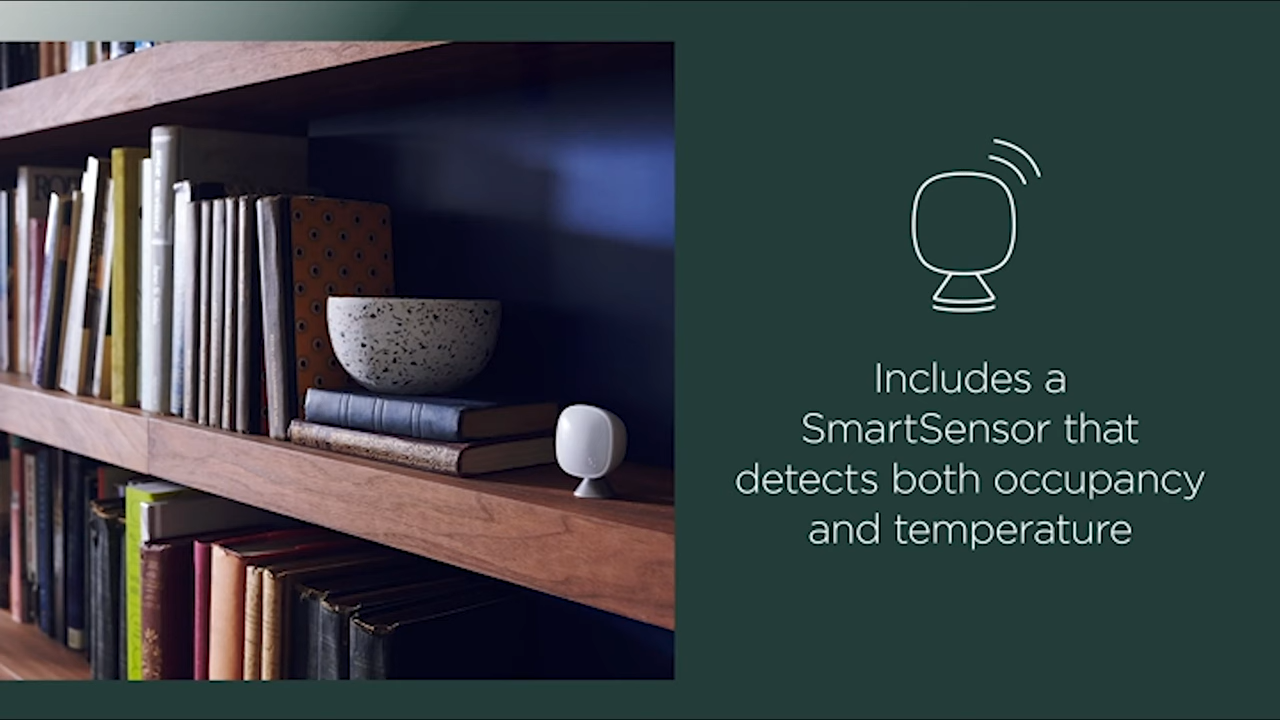 Includes a
SmartSensor that
detects both occupancy
and temperature